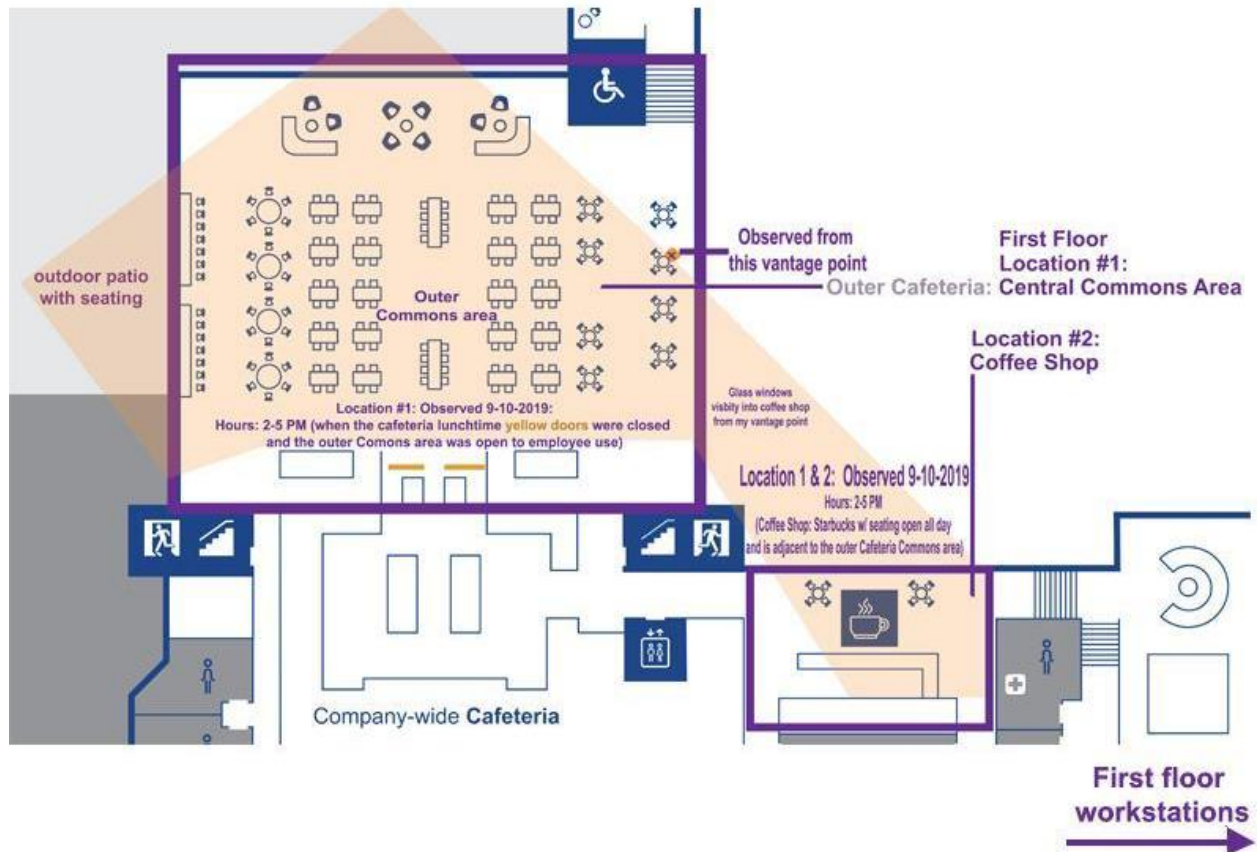 outdoor patio
with seating
Outer
Commons area
Observed from
this vantage point
First Floor
Location #1:
Outer Cafeteria: Central Commons Area
Location #2:
Coffee Shop
Glass windows
visbity into coffee shop
from my vantage point
Location #1: Observed 9-10-2019:
Hours: 2-5 PM (when the cafeteria lunchtime yellow doors were closed
and the outer Comons area was open to employee use)
Location 1 & 2: Observed 9-10-2019
Hours: 2-5 PM
(Coffee Shop: Starbucks w/ seating open all day
and is adjacent to the outer Cafeteria Commons area)
Company-wide Cafeteria
First floor
workstations